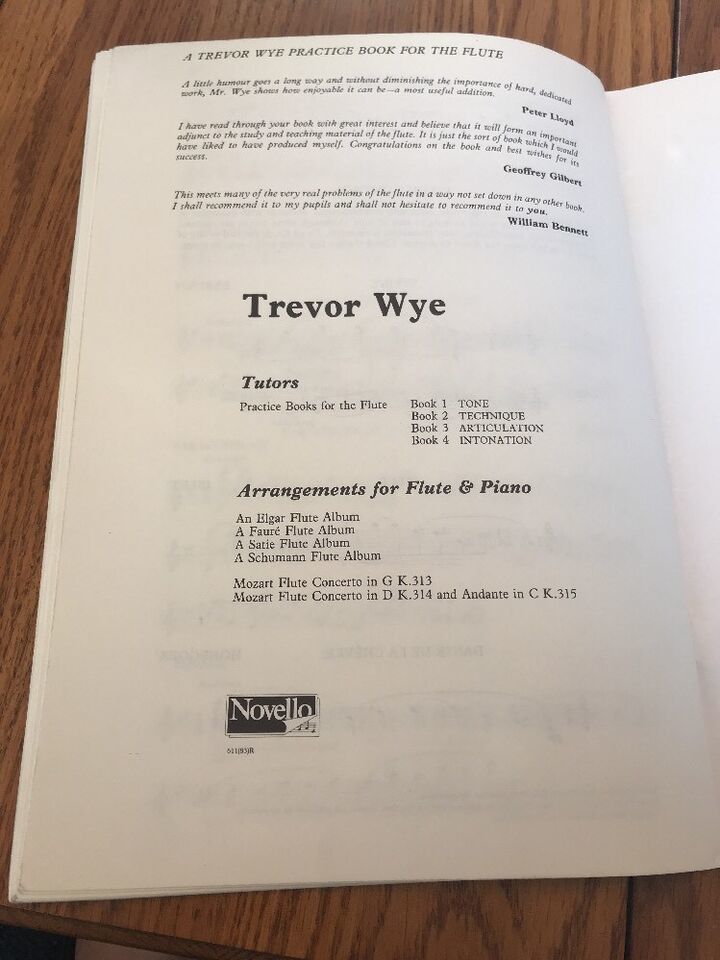 A TREVOR WYE PRACTICE BOOK FOR THE FLUTE
A little humour goes a long way and without diminishing the importance of hard, dedicated
work, Mr. Wye shows how enjoyable it can be—a most useful addition.
Peter Lloyd
I have read through your book with great interest and believe that it will form an important
adjunct to the study and teaching material of the flute. It is just the sort of book which I would
have liked to have produced myself. Congratulations on the book and best wishes for its
success.
Geoffrey Gilbert
This meets many of the very real problems of the flute in a way not set down in any other book.
I shall recommend it to my pupils and shall not hesitate to recommend it to you.
William Bennett
Trevor Wye
Tutors
Practice Books for the Flute Book 1 TONE
Book 2 TECHNIQUE
Book 3 ARTICULATION
Book 4 INTONATION
Arrangements for Flute & Piano
An Elgar Flute Album
A Fauré Flute Album
A Satie Flute Album
A Schumann Flute Album
Mozart Flute Concerto in G K.313
Mozart Flute Concerto in D K.314 and Andante in C K.315
Novello